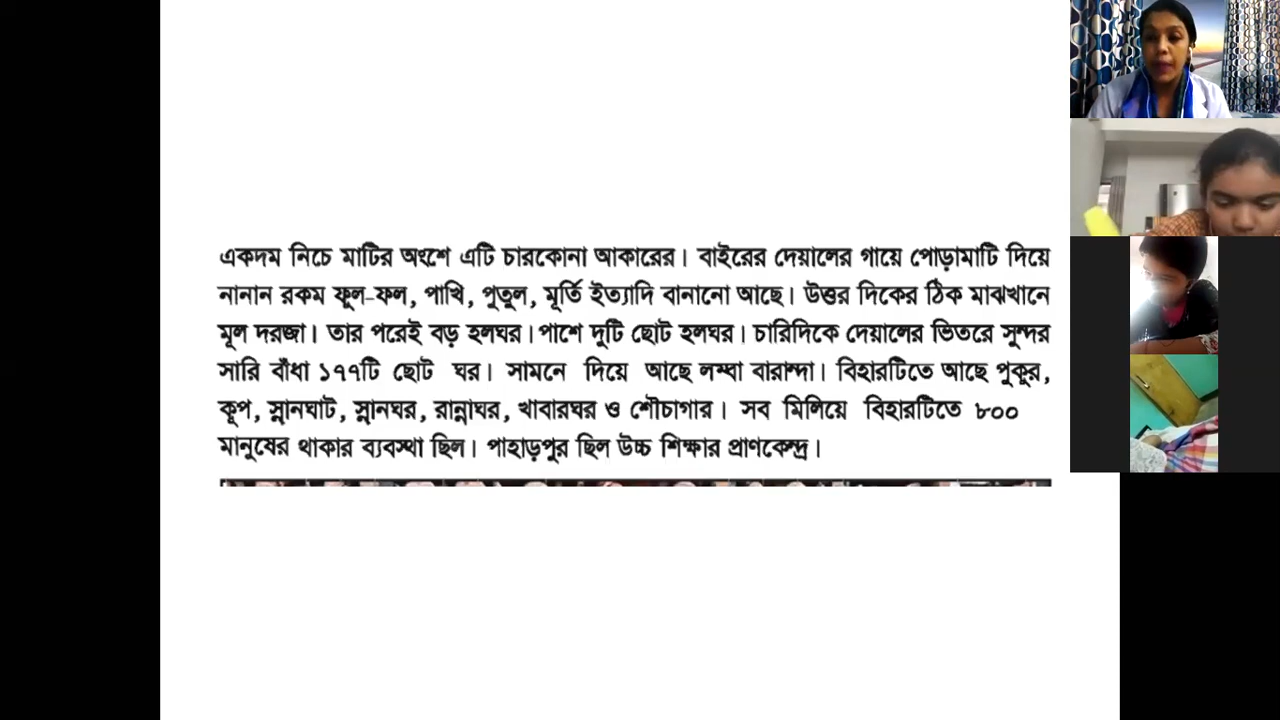 একদম নিচে মাটির অংশে এটি চারকোনা আকারের। বাইরের দেয়ালের গায়ে পোড়ামাটি দিয়ে
নানান রকম ফুল-ফল, পাখি, পুতুল, মূর্তি ইত্যাদি বানানো আছে। উত্তর দিকের ঠিক মাঝখানে
মূল দরজা। তার পরেই বড় হলঘর। পাশে দুটি ছোট হলঘর। চারিদিকে দেয়ালের ভিতরে সুন্দর
সারি বাঁধা ১৭৭টি ছোট ঘর। সামনে দিয়ে আছে লম্বা বারান্দা। বিহারটিতে আছে পুকুর,
কূপ, স্নানঘাট, স্নানঘর, রান্নাঘর, খাবারঘর ও শৌচাগার। সব মিলিয়ে বিহারটিতে ৮০০
মানুষের থাকার ব্যবস্থা ছিল। পাহাড়পুর ছিল উচ্চ শিক্ষার প্রাণকেন্দ্র।